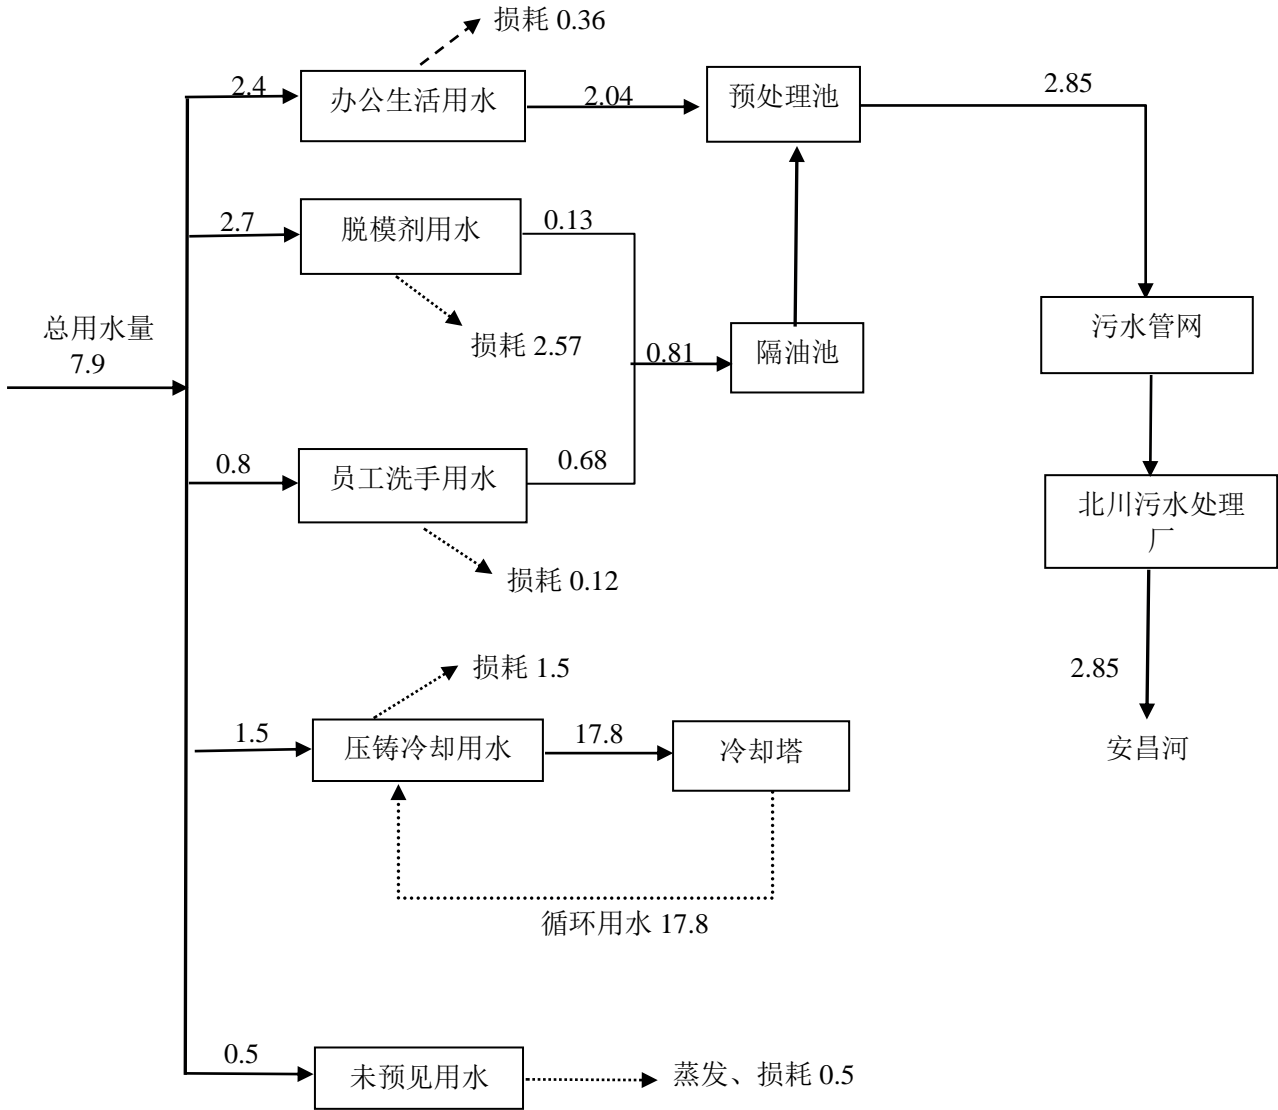 损耗 0.36
2.4
办公生活用水
2.04
预处理池
2.85
2.7
脱模剂用水
0.13
损耗 2.57
总用水量
7.9
0.81
隔油池
污水管网
0.8
员工洗手用水
0.68
损耗 0.12
北川污水处理
厂
2.85
安昌河
损耗 1.5
1.5
压铸冷却用水
17.8
冷却塔
循环用水 17.8
0.5
未预见用水
蒸发、损耗 0.5